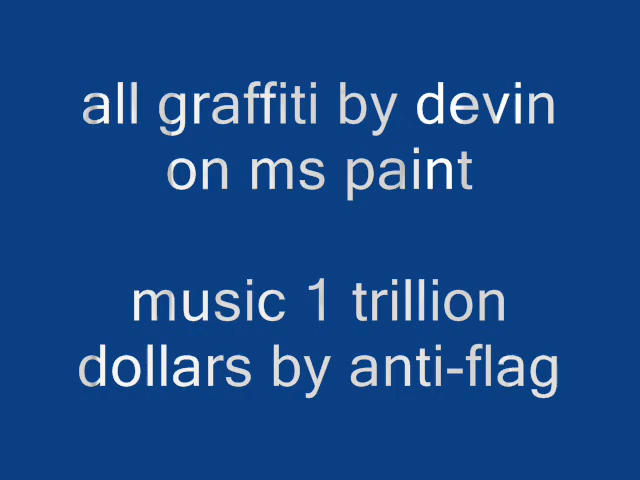 all graffiti by devin
on ms paint
music 1 trillion
dollars by anti-flag